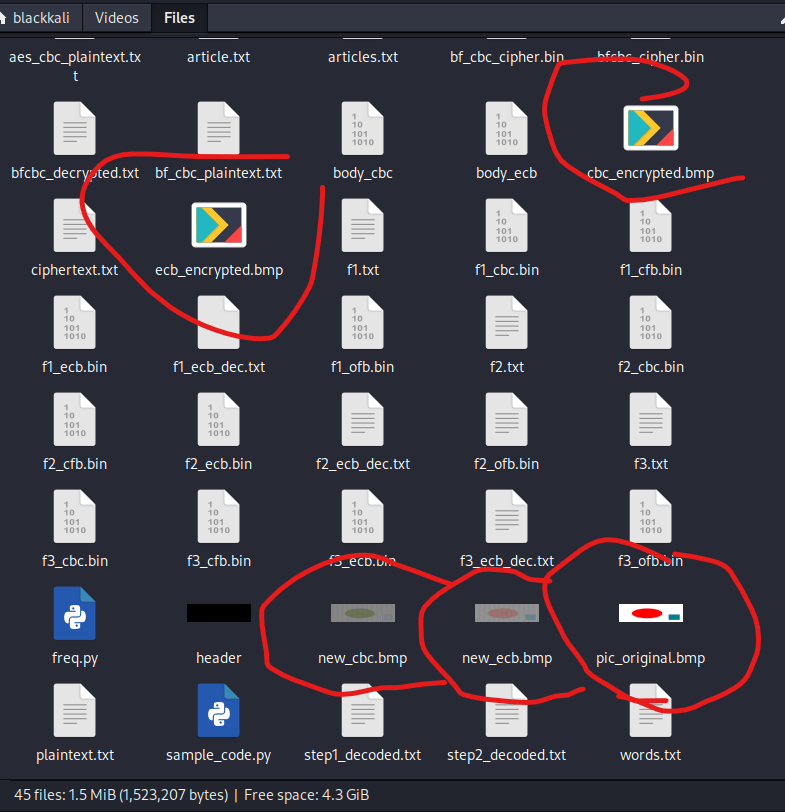 blackkali Videos Files
aes_cbc_plaintext.tx
t
article.txt
articles.txt
bf_cbc_cipher.bin
bfcbc_cipher.bin
bfcbc_decrypted.txt
bf_cbc_plaintext.txt
body_cbc
body_ecb
cbc_encrypted.bmp
ciphertext.txt
ecb_encrypted.bmp
f1.txt
f1_cbc.bin
f1_cfb.bin
f1_ecb.bin
f1_ecb_dec.txt
f1_ofb.bin
f2.txt
f2_cbc.bin
f2_cfb.bin
f2_ecb.bin
f2_ecb_dec.txt
f2_ofb.bin
f3.txt
f3_cbc.bin
f3_cfb.bin
f3_ecb.bin
f3_ecb_dec.txt
f3_ofb.bin
freq.py
header
new_cbc.bmp
new_ecb.bmp
pic_original.bmp
plaintext.txt
sample_code.py
step1_decoded.txt
step2_decoded.txt
words.txt
45 files: 1.5 MiB (1,523,207 bytes) | Free space: 4.3 GiB